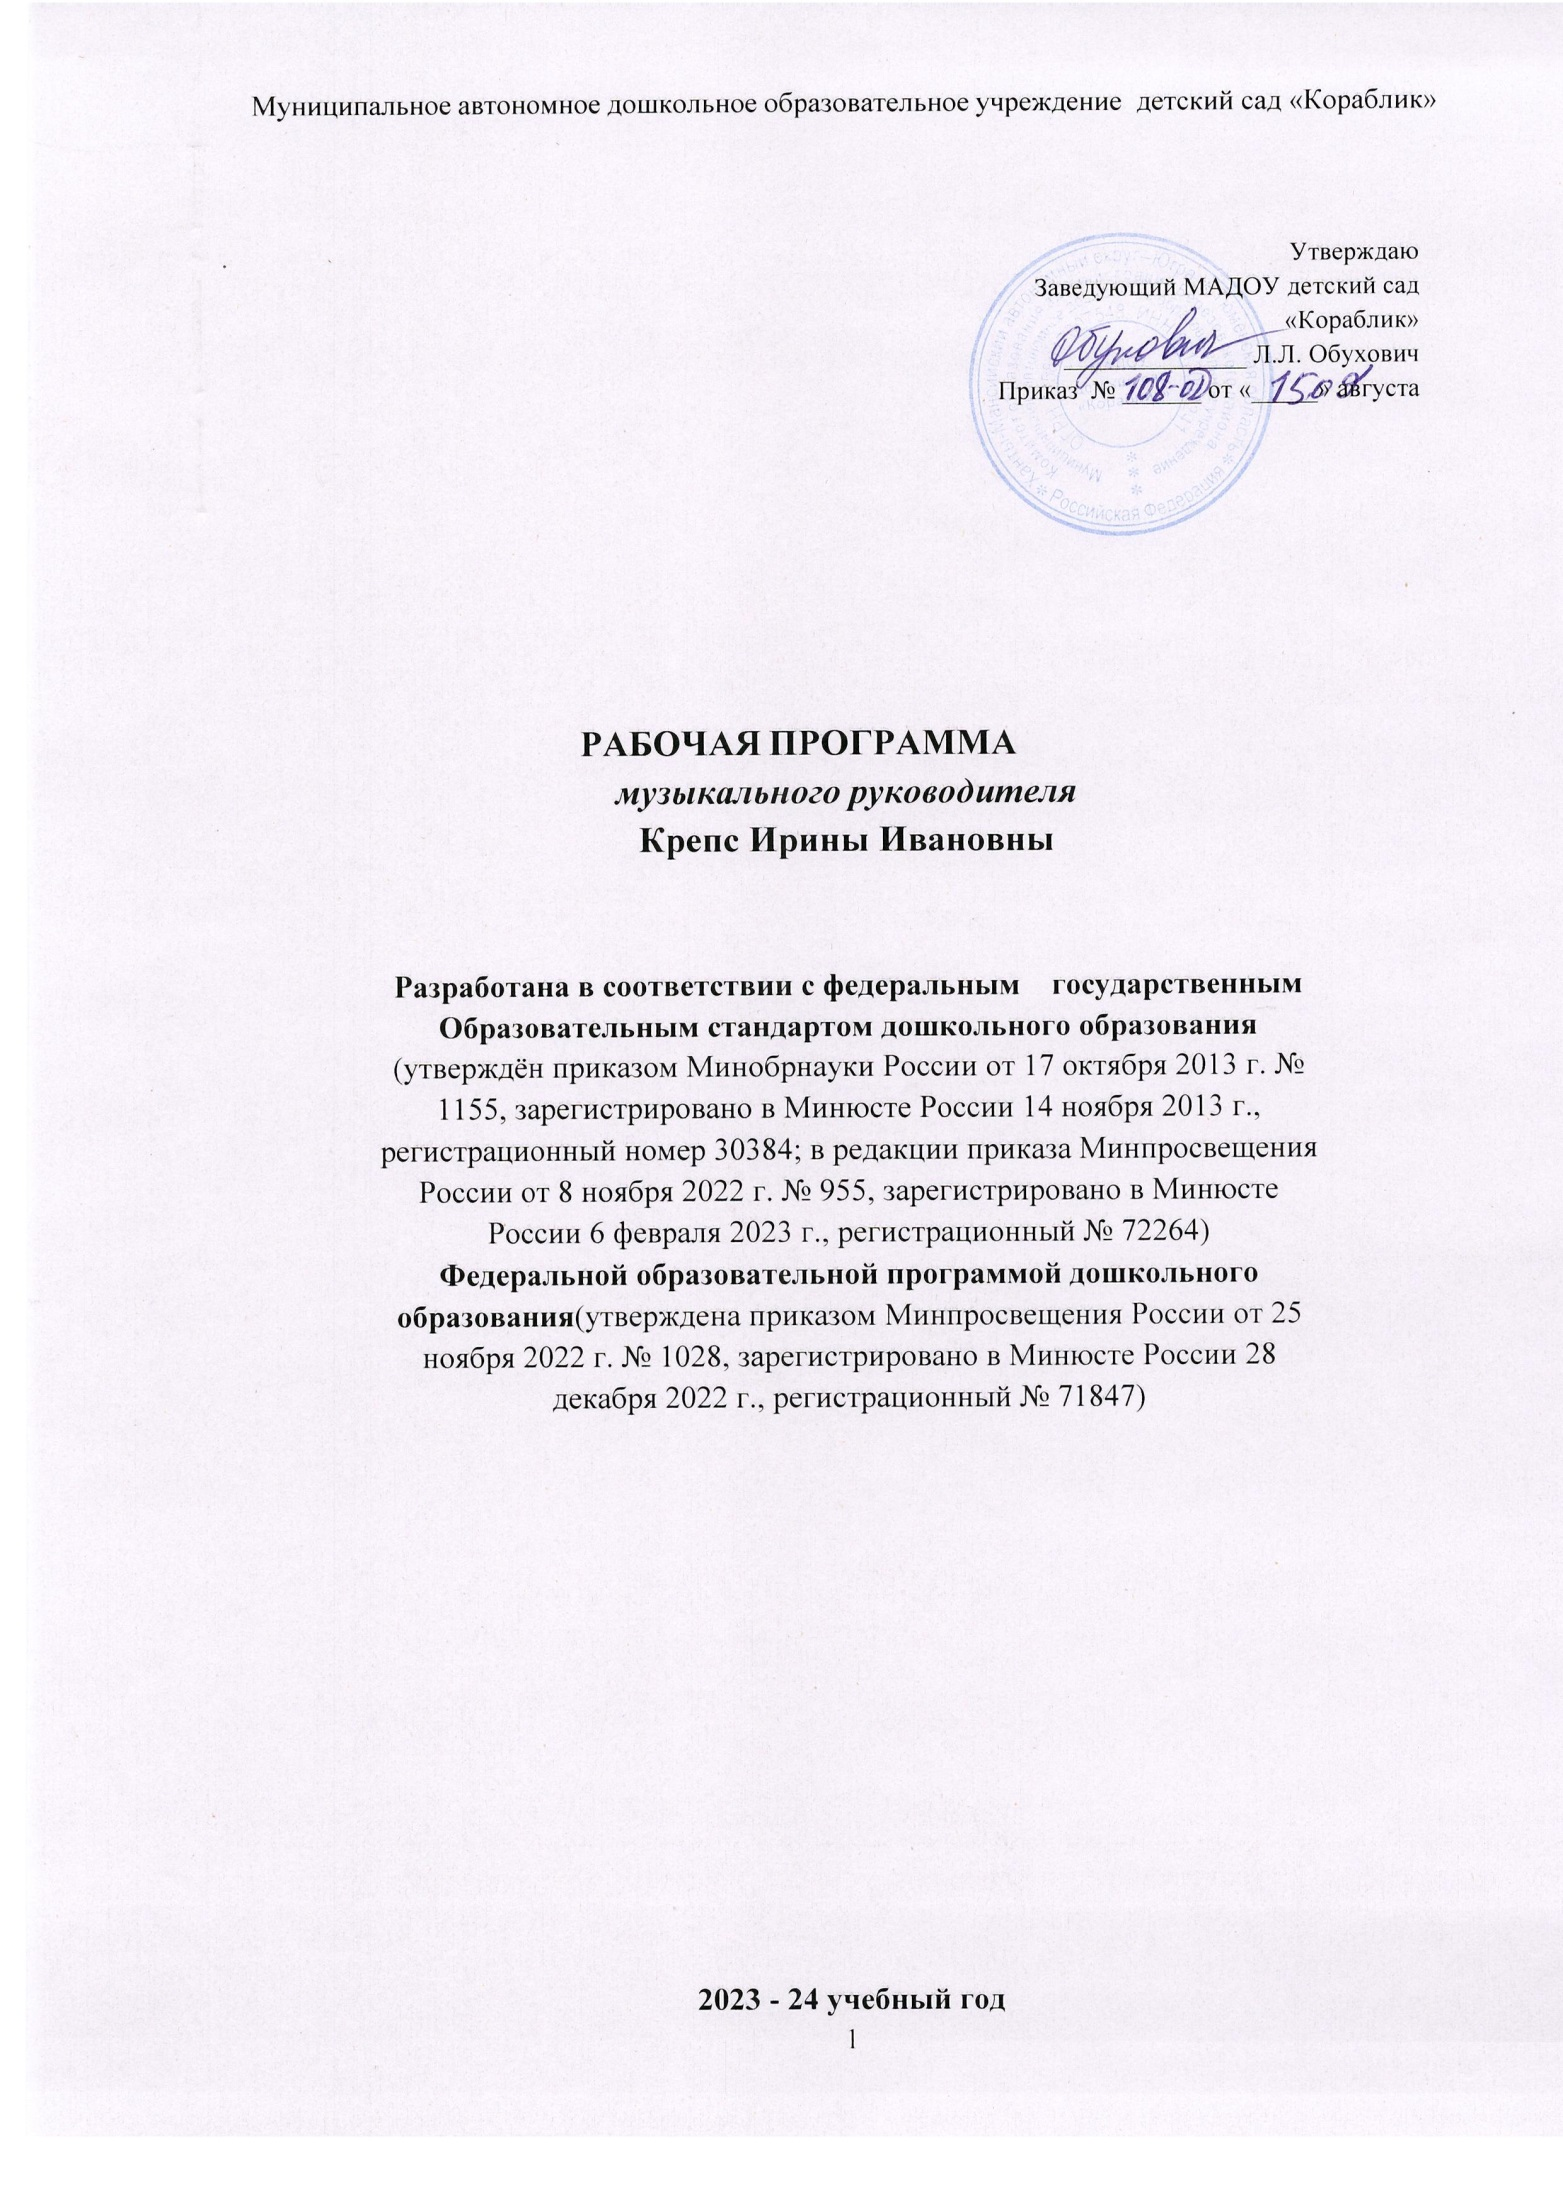 Муниципальное автономное дошкольное образовательное учреждение детский сад «Кораблик»
Утверждаю
Заведующий МАДОУ детский сад
«Кораблик»
Обухович Л.Л. Обухович
Приказ № 108-ОД от « 15.08 » августа
Российская Федерация
РАБОЧАЯ ПРОГРАММА
музыкального руководителя
Крепс Ирины Ивановны
Разработана в соответствии с федеральным государственным
Образовательным стандартом дошкольного образования
(утверждён приказом Минобрнауки России от 17 октября 2013 г. №
1155, зарегистрировано в Минюсте России 14 ноября 2013 г.,
регистрационный номер 30384; в редакции приказа Минпросвещения
России от 8 ноября 2022 г. № 955, зарегистрировано в Минюсте
России 6 февраля 2023 г., регистрационный № 72264)
Федеральной образовательной программой дошкольного
образования(утверждена приказом Минпросвещения России от 25
ноября 2022 г. № 1028, зарегистрировано в Минюсте России 28
декабря 2022 г., регистрационный № 71847)
2023 - 24 учебный год
1